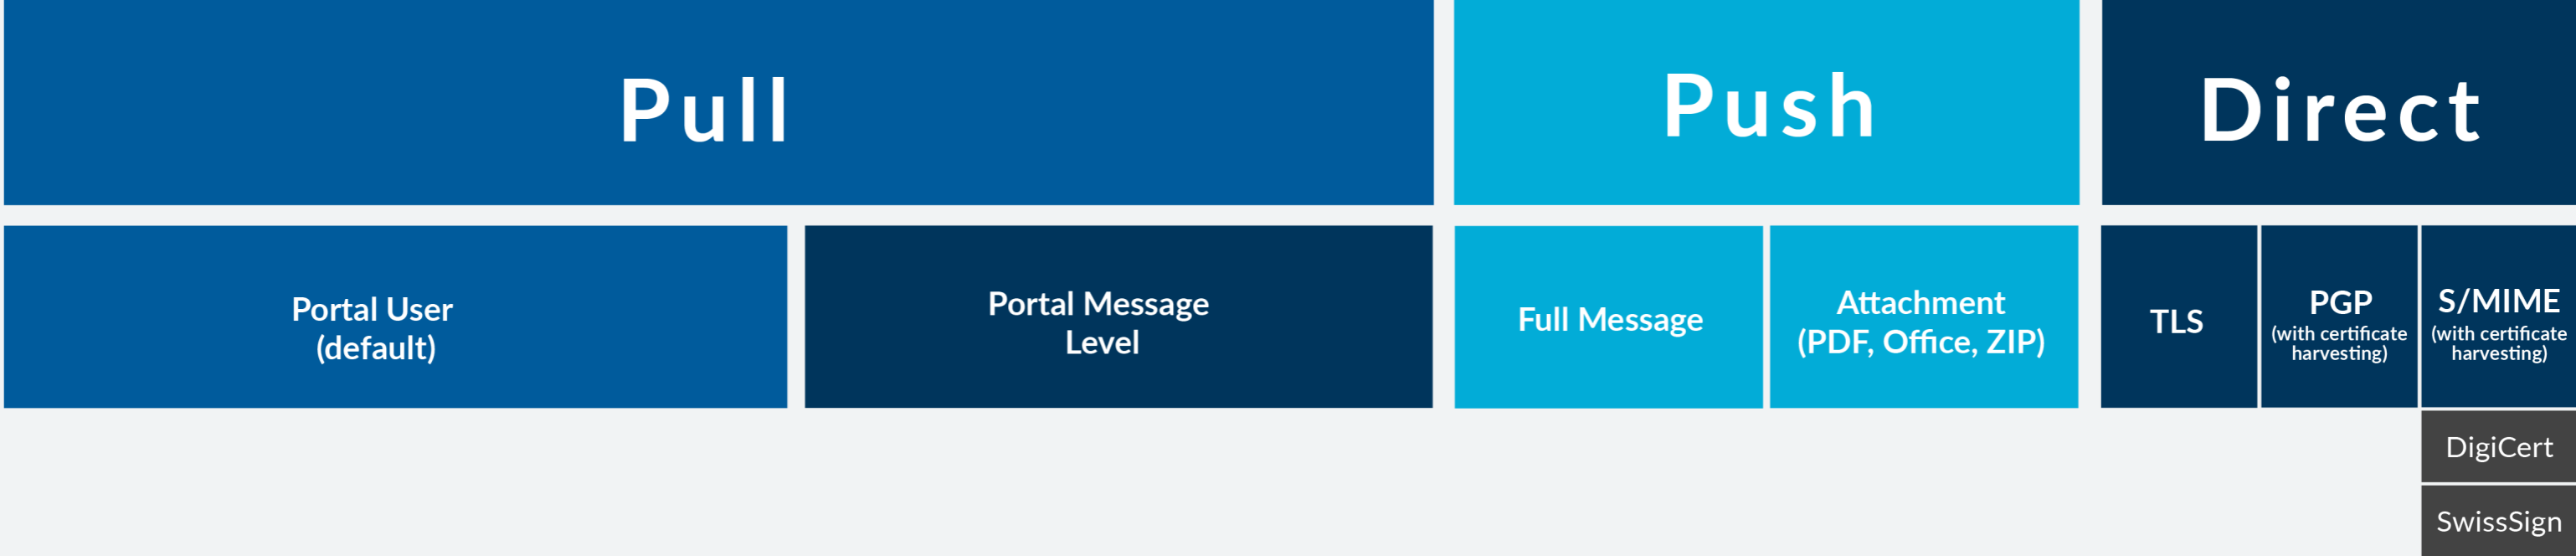 Pull
Push
Direct
Portal User
(default)
Portal Message
Level
Full Message
Attachment
(PDF, Office, ZIP)
TLS
PGP
(with certificate
harvesting)
S/MIME
(with certificate
harvesting)
DigiCert
SwissSign